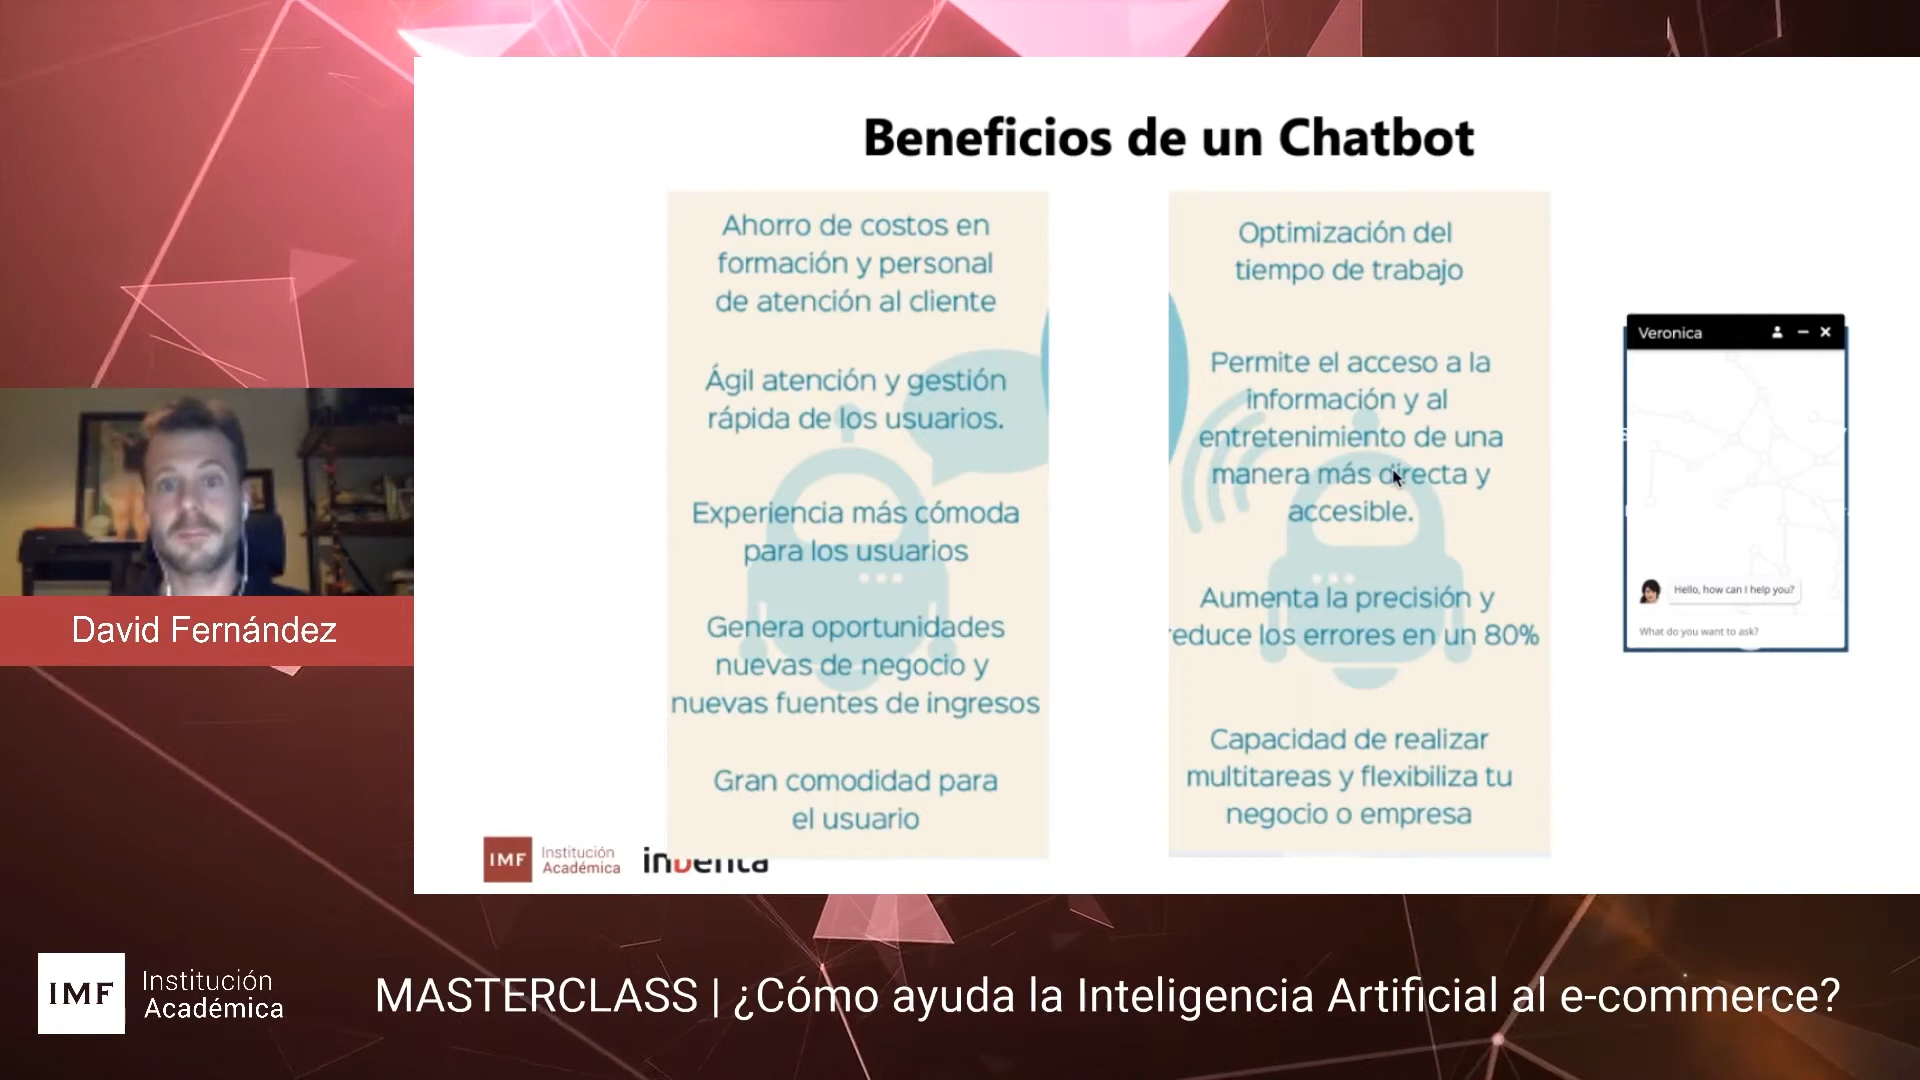 Beneficios de un Chatbot
Ahorro de costos en
formación y personal
de atención al cliente
Ágil atención y gestión
rápida de los usuarios.
Experiencia más cómoda
para los usuarios
Genera oportunidades
nuevas de negocio y
nuevas fuentes de ingresos
Gran comodidad para
el usuario
Optimización del
tiempo de trabajo
Permite el acceso a la
información y al
entretenimiento de una
manera más directa y
accesible.
Aumenta la precisión y
reduce los errores en un 80%
Capacidad de realizar
multitareas y flexibiliza tu
negocio o empresa
Veronica
Hello, how can I help you?
What do you want to ask?
David Fernández
IMF Institución
Académica
inbenta
IMF Institución
Académica
MASTERCLASS | ¿Cómo ayuda la Inteligencia Artificial al e-commerce?